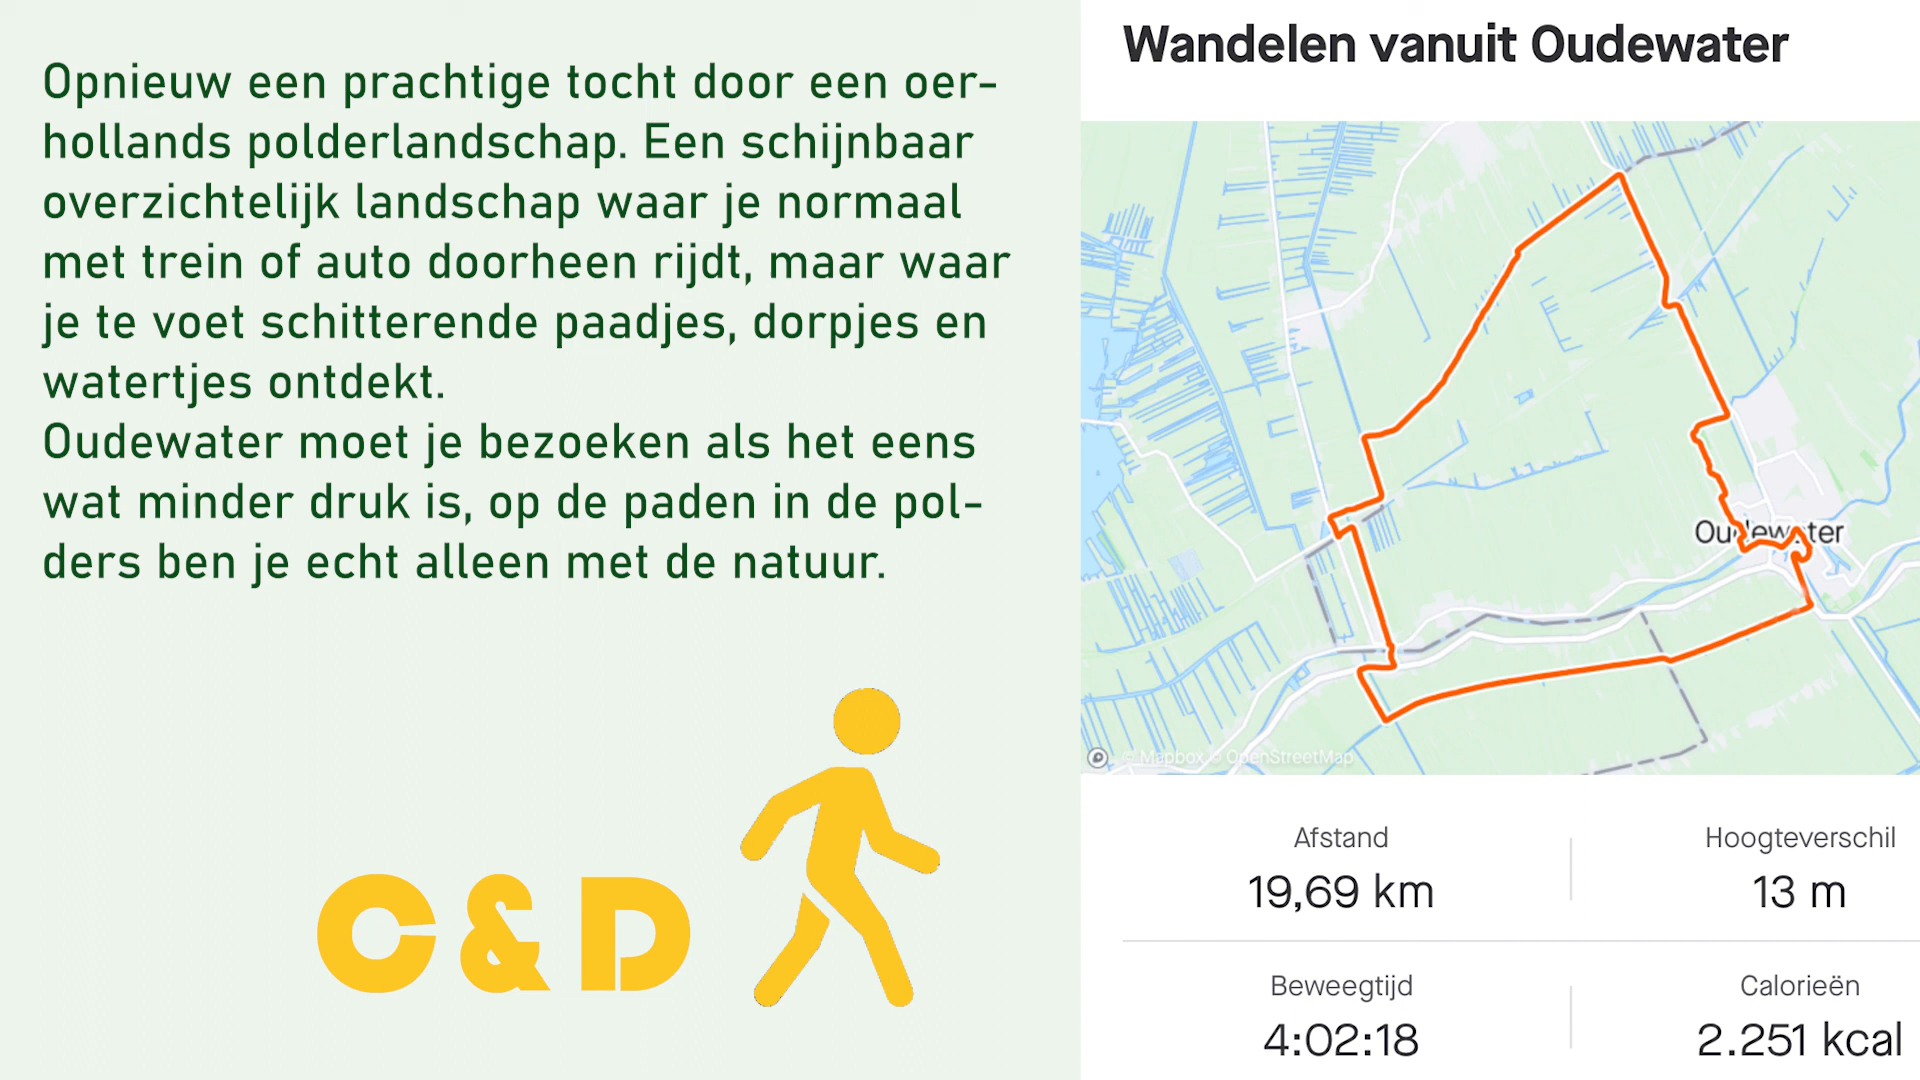 Opnieuw een prachtige tocht door een oer-
hollands polderlandschap. Een schijnbaar
overzichtelijk landschap waar je normaal
met trein of auto doorheen rijdt, maar waar
je te voet schitterende paadjes, dorpjes en
watertjes ontdekt.
Oudewater moet je bezoeken als het eens
wat minder druk is, op de paden in de pol-
ders ben je echt alleen met de natuur.
C&D
Wandelen vanuit Oudewater
Oudewater
© Mapbox © OpenStreetMap
Afstand
19,69 km
Hoogteverschil
13 m
Beweegtijd
4:02:18
Calorieën
2.251 kcal